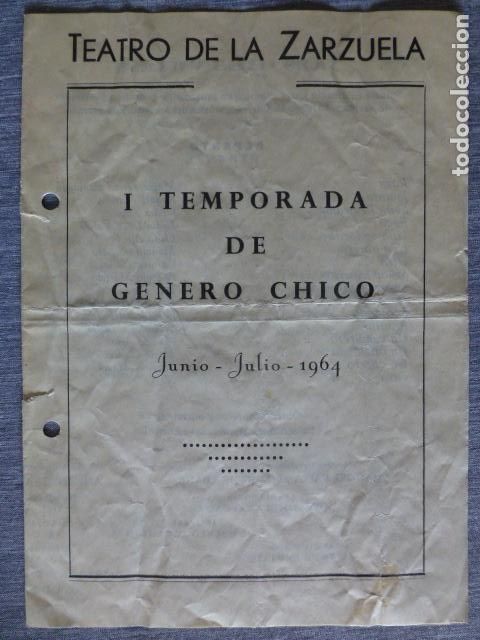 TEATRO DE LA ZARZUELA
I TEMPORADA
DE
GENERO CHICO
Junio - Julio - 1964
todocoleccion